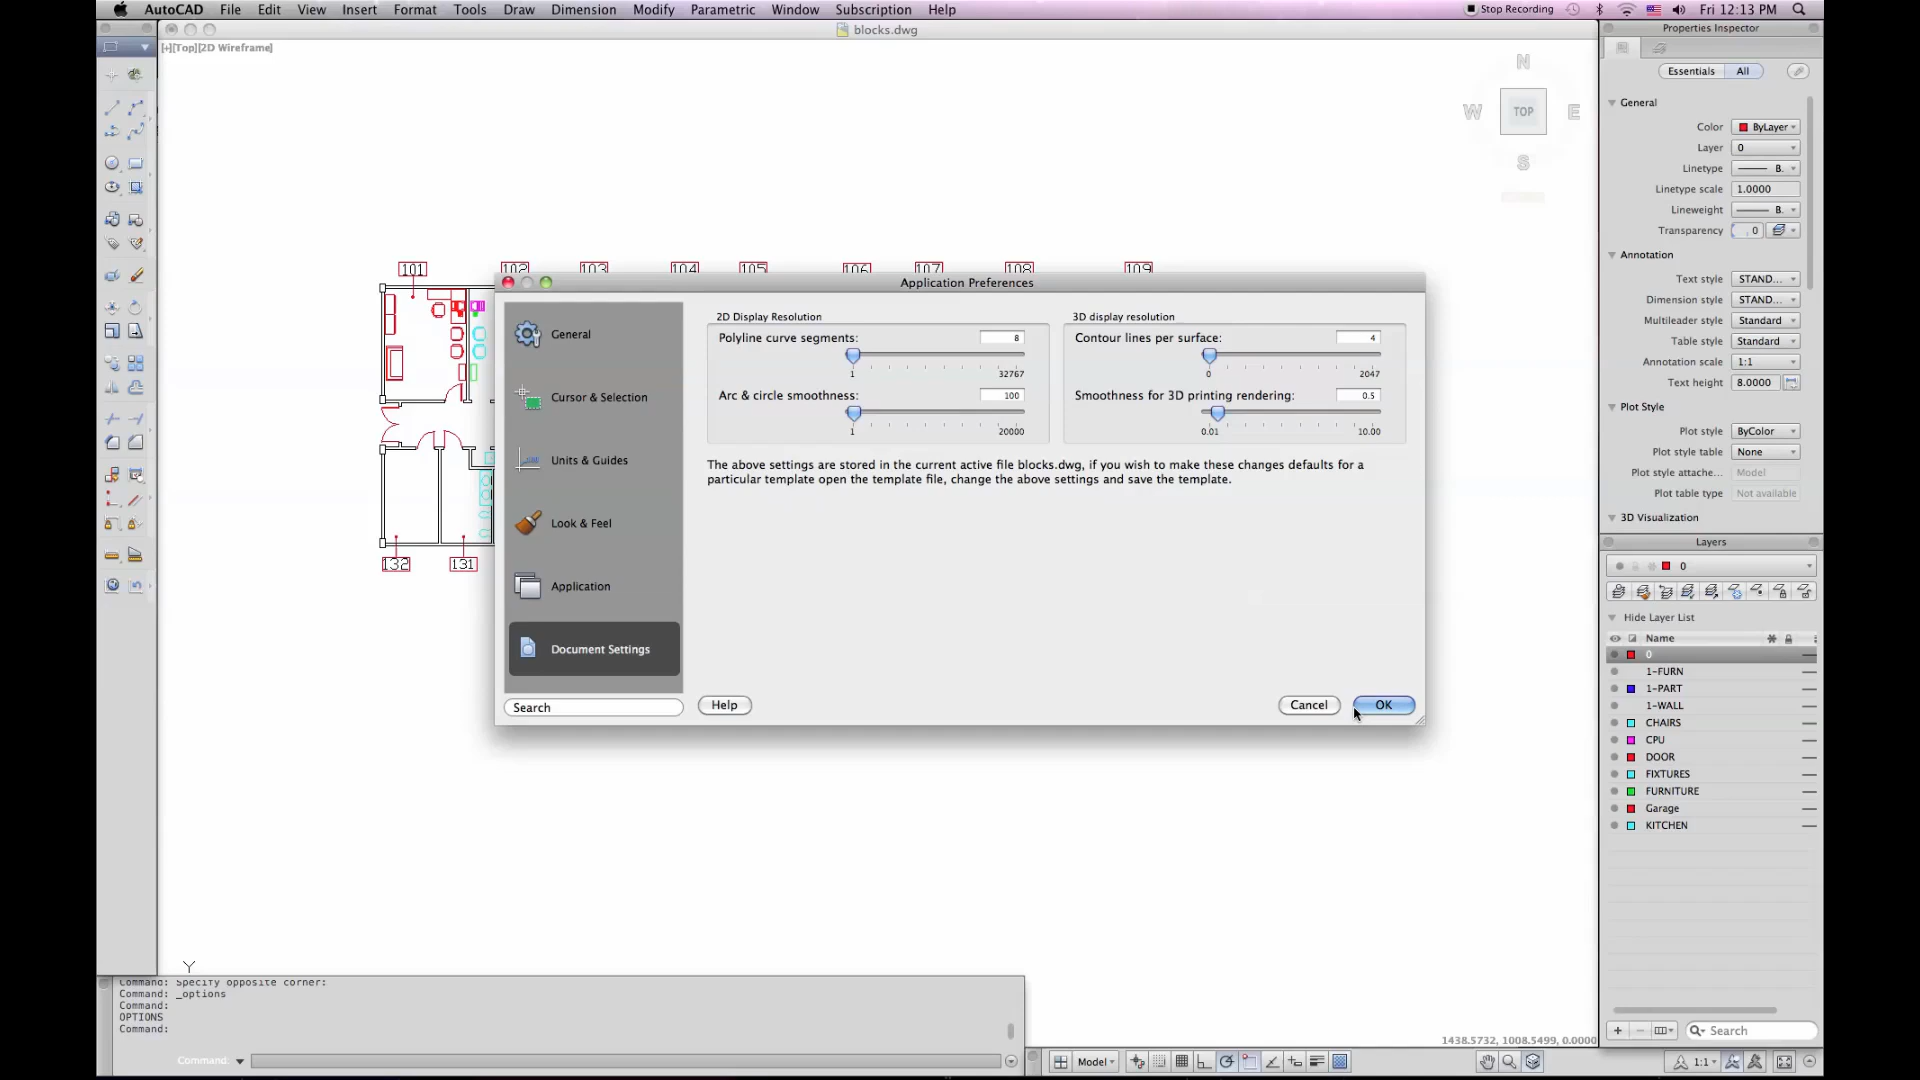 AutoCAD File Edit View Insert Format Tools Draw Dimension Modify Parametric Window Subscription Help Stop Recording Fri 12:13 PM
blocks.dwg
[+][Top][2D Wireframe]
N
W TOP E
S
101 102 103 104 105 106 107 108 109
132 131
Y
Application Preferences
General
Cursor & Selection
Units & Guides
Look & Feel
Application
Document Settings
Search
2D Display Resolution
Polyline curve segments: 8
1 32767
Arc & circle smoothness: 100
1 20000
3D display resolution
Contour lines per surface: 4
0 2047
Smoothness for 3D printing rendering: 0.5
0.01 10.00
The above settings are stored in the current active file blocks.dwg, if you wish to make these changes defaults for a
particular template open the template file, change the above settings and save the template.
Help Cancel OK
Properties Inspector
Essentials All
General
Color ByLayer
Layer 0
Linetype B.
Linetype scale 1.0000
Lineweight B.
Transparency 0
Annotation
Text style STAND...
Dimension style STAND...
Multileader style Standard
Table style Standard
Annotation scale 1:1
Text height 8.0000
Plot Style
Plot style ByColor
Plot style table None
Plot style attache... Model
Plot table type Not available
3D Visualization
Layers
0
Hide Layer List
Name
0
1-FURN
1-PART
1-WALL
CHAIRS
CPU
DOOR
FIXTURES
FURNITURE
Garage
KITCHEN
Search
Command: Specify opposite corner:
Command: _options
Command:
OPTIONS
Command:
Command:
1438.5732, 1008.5499, 0.0000
Model
1:1